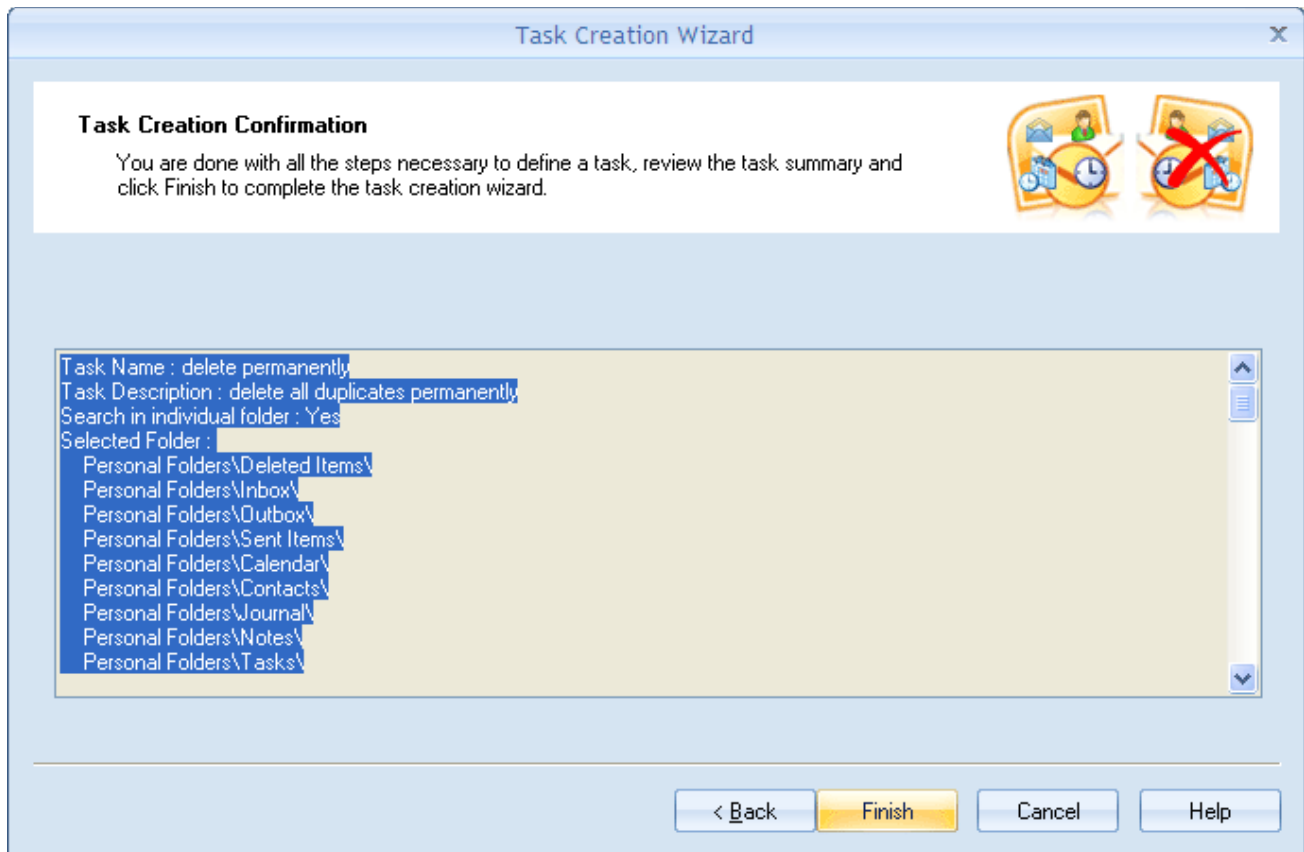 Task Creation Wizard
Task Creation Confirmation
You are done with all the steps necessary to define a task, review the task summary and
click Finish to complete the task creation wizard.
Task Name : delete permanently
Task Description : delete all duplicates permanently
Search in individual folder : Yes
Selected Folder :
Personal Folders\Deleted Items\
Personal Folders\Inbox\
Personal Folders\Outbox\
Personal Folders\Sent Items\
Personal Folders\Calendar\
Personal Folders\Contacts\
Personal Folders\Journal\
Personal Folders\Notes\
Personal Folders\Tasks\
< Back Finish Cancel Help